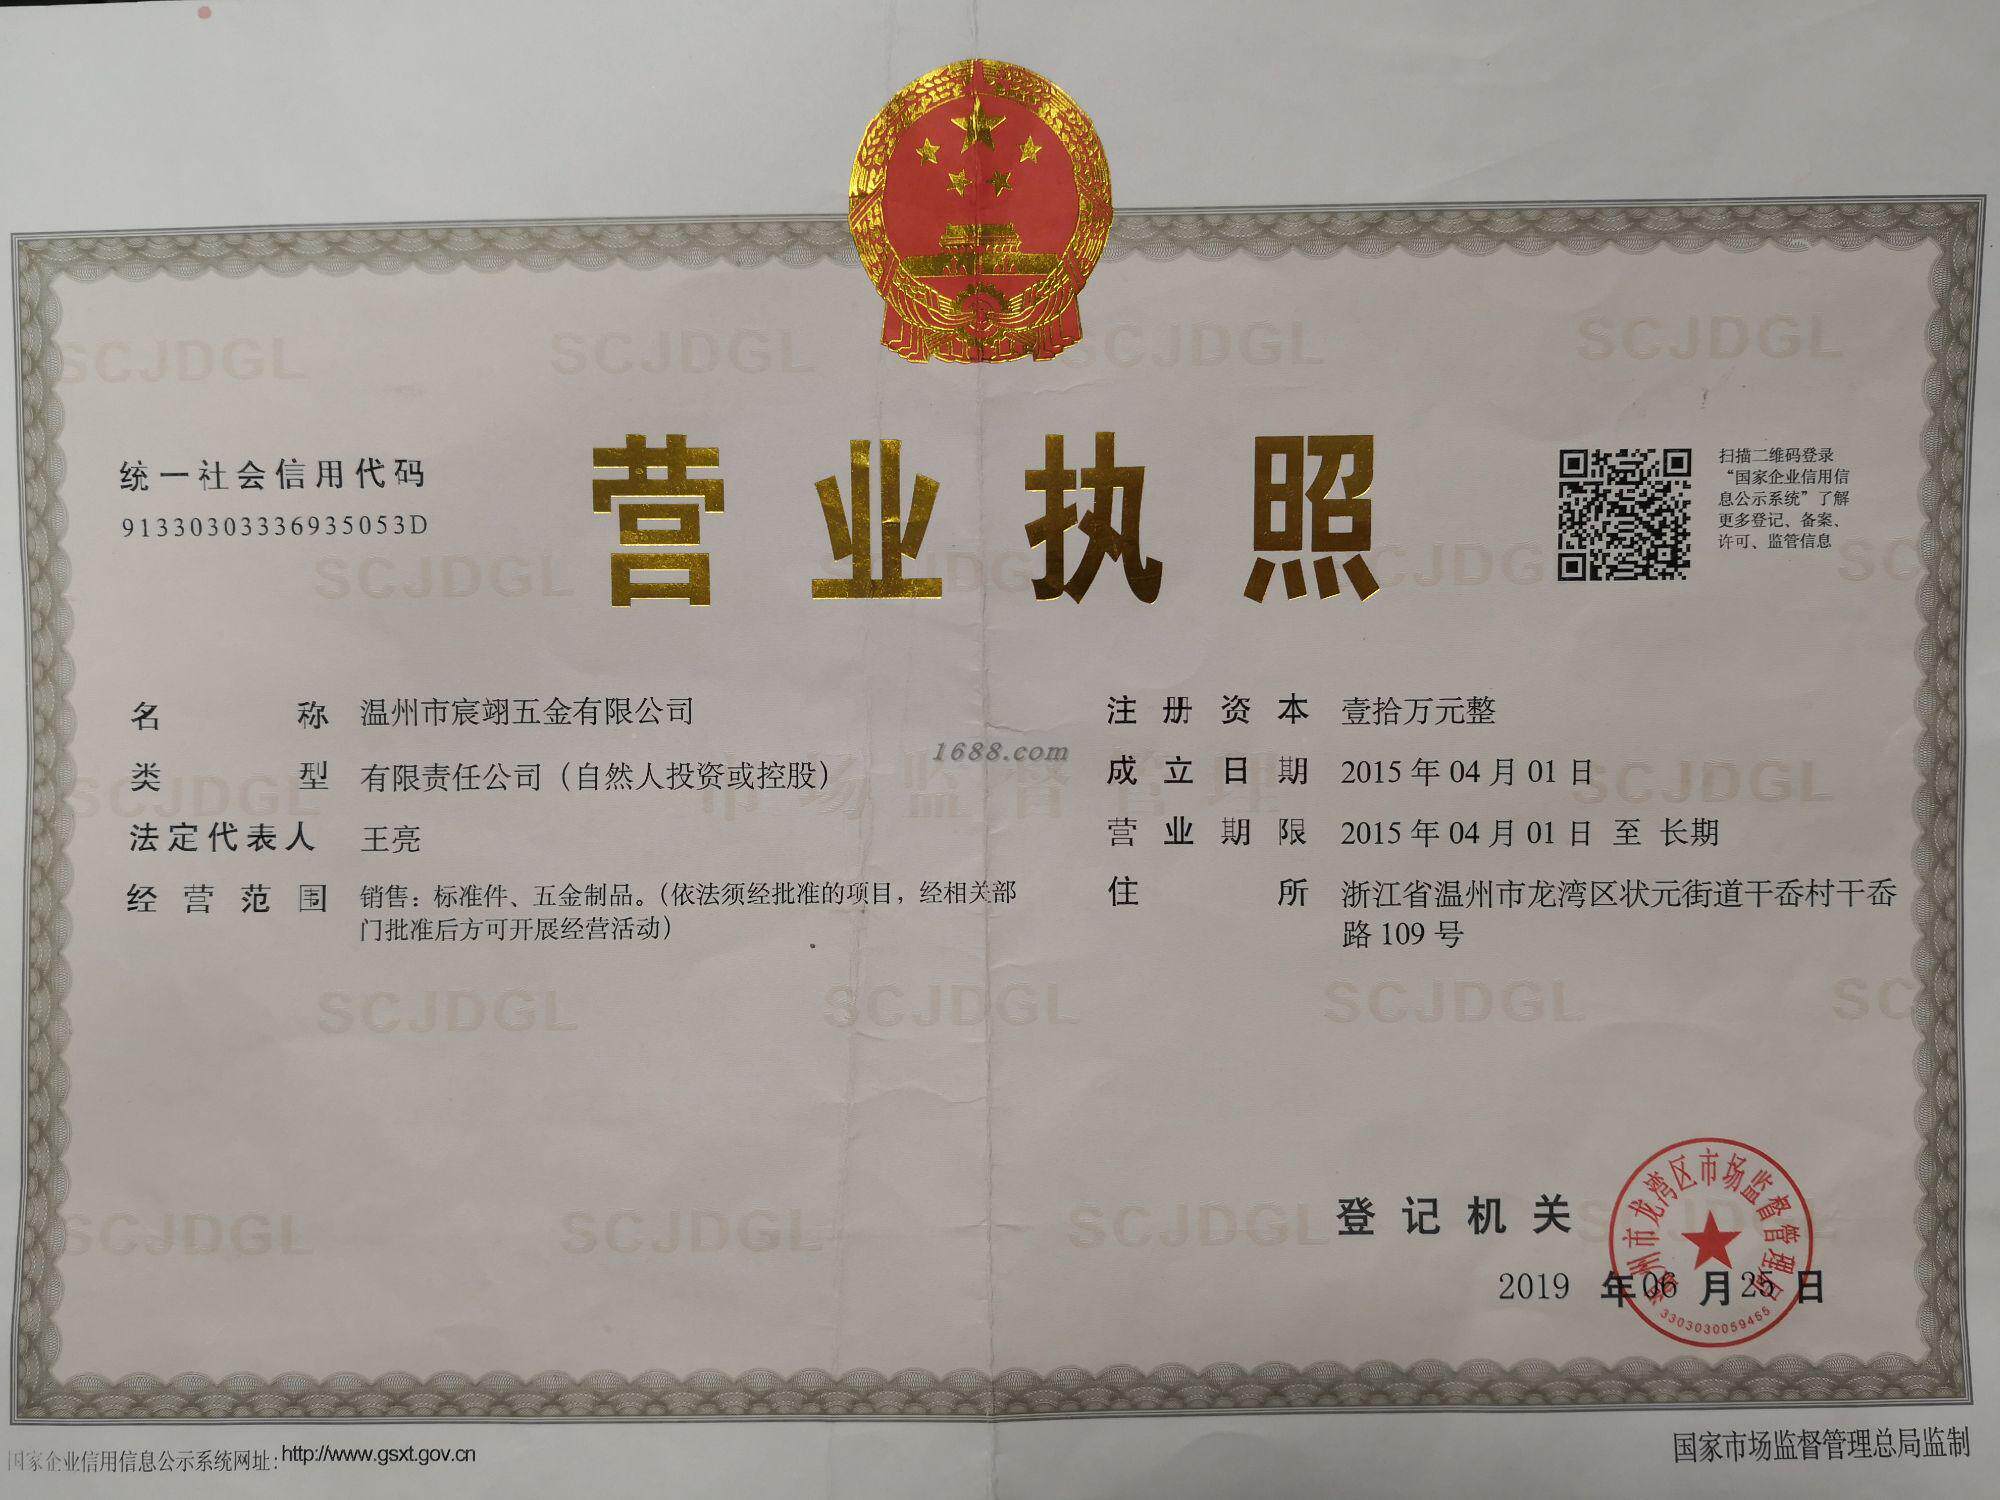 营业执照
统一社会信用代码
91330303336935053D
扫描二维码登录
“国家企业信用信
息公示系统”了解
更多登记、备案、
许可、监管信息
名称 温州市宸翊五金有限公司
类型 有限责任公司（自然人投资或控股）
法定代表人 王亮
经营范围 销售：标准件、五金制品。（依法须经批准的项目，经相关部
门批准后方可开展经营活动）
注册资本 壹拾万元整
成立日期 2015年04月01日
营业期限 2015年04月01日 至 长期
住所 浙江省温州市龙湾区状元街道干岙村干岙
路109号
1688.com
市场监督管理
SCJDGL
登记机关
温州市龙湾区市场监督管理局
3303030059455
2019 年06 月25 日
国家企业信用信息公示系统网址：http://www.gsxt.gov.cn
国家市场监督管理总局监制